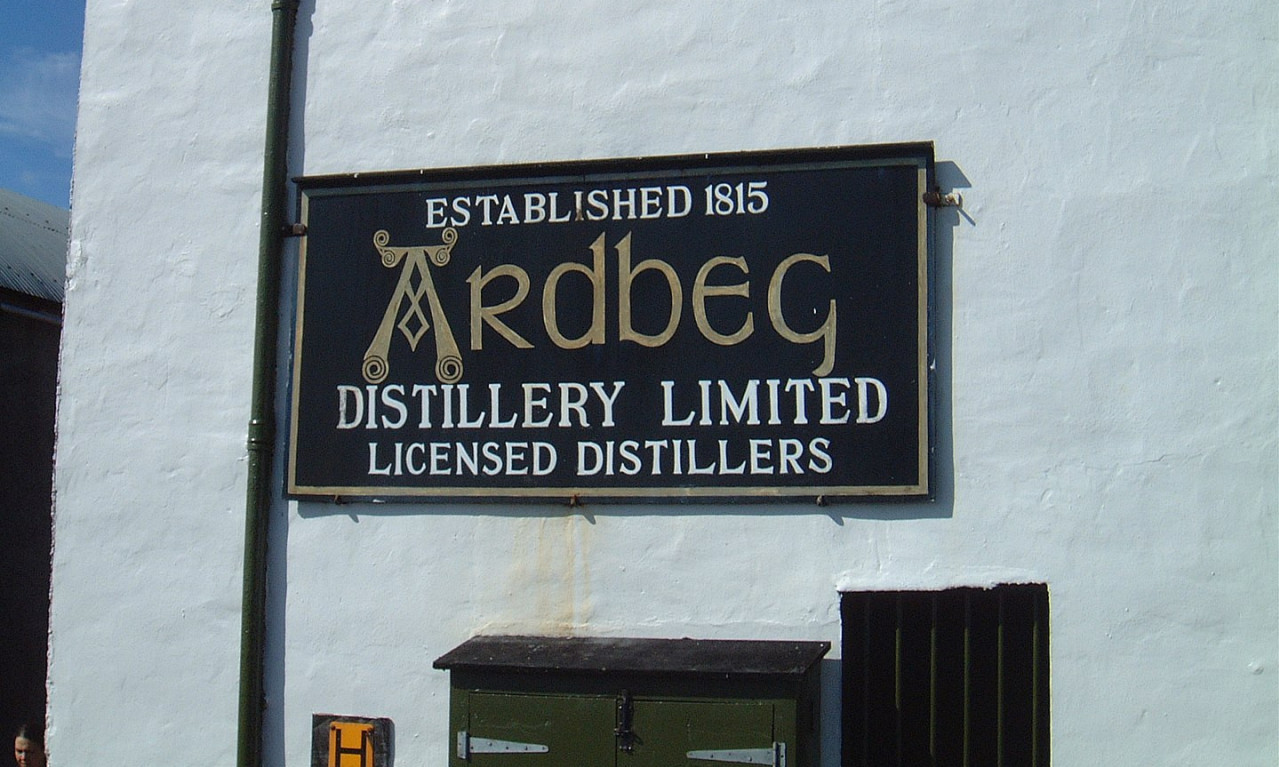 ESTABLISHED 1815
Ardbeg
DISTILLERY LIMITED
LICENSED DISTILLERS
H